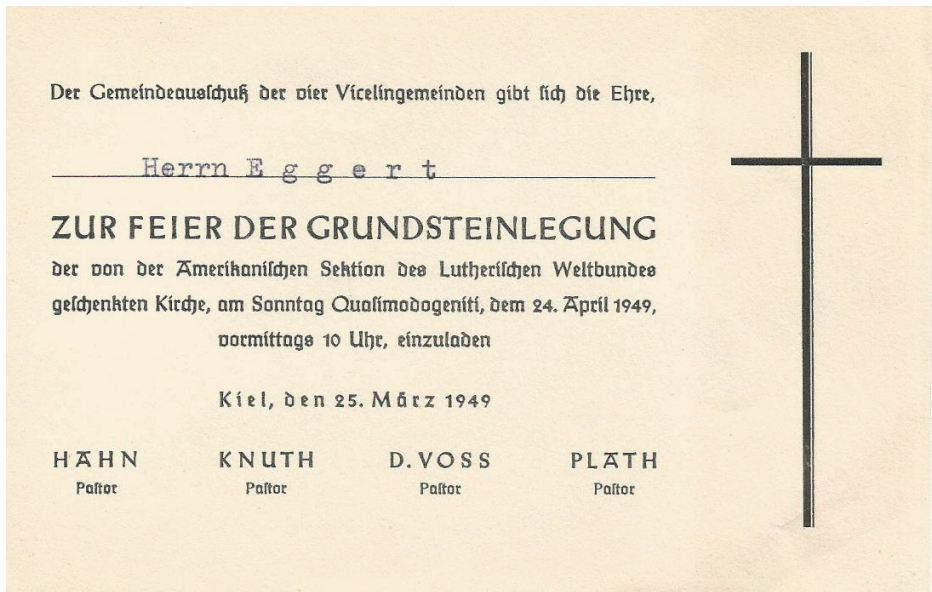 Der Gemeindeausschuß der vier Vicelingemeinden gibt sich die Ehre,
Herrn E g g e r t
ZUR FEIER DER GRUNDSTEINLEGUNG
der von der Amerikanischen Sektion des Lutherischen Weltbundes
geschenkten Kirche, am Sonntag Quasimodogeniti, dem 24. April 1949,
vormittags 10 Uhr, einzuladen
Kiel, den 25. März 1949
HAHN KNUTH D. VOSS PLATH
Pastor Pastor Pastor Pastor